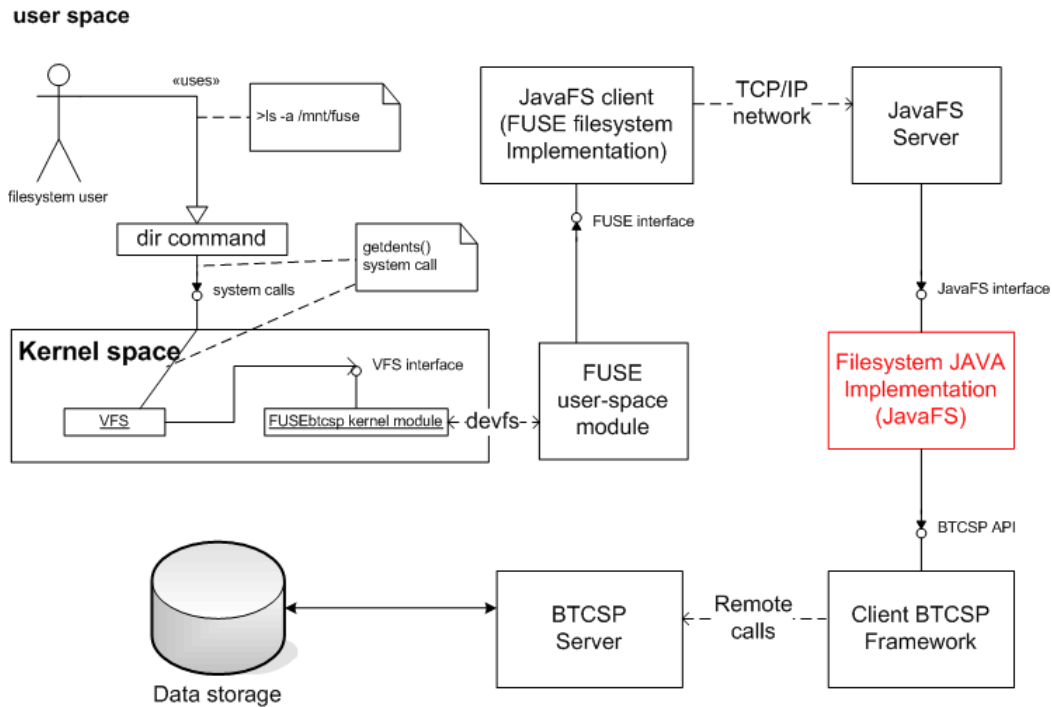 user space
«uses»
>ls -a /mnt/fuse
filesystem user
dir command
getdents()
system call
system calls
Kernel space
VFS interface
VFS
FUSEbtcsp kernel module
devfs
FUSE
user-space
module
FUSE interface
JavaFS client
(FUSE filesystem
Implementation)
TCP/IP
network
JavaFS
Server
JavaFS interface
Filesystem JAVA
Implementation
(JavaFS)
BTCSP API
Client BTCSP
Framework
Remote
calls
BTCSP
Server
Data storage